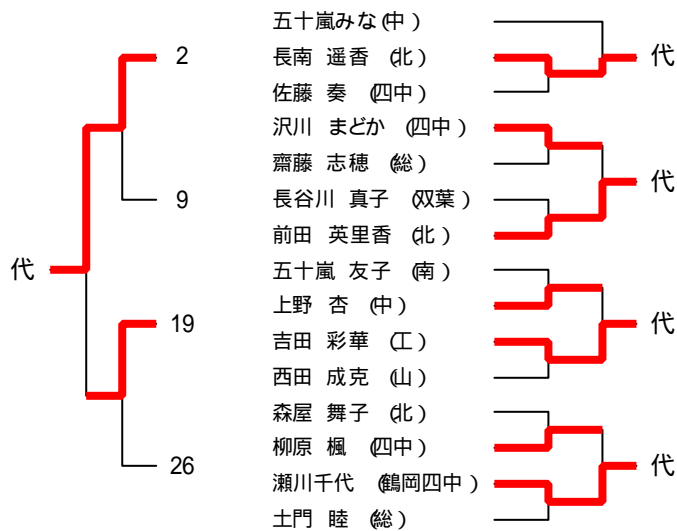 五十嵐みな(中)
長南 遥香 (北)
佐藤 奏 (四中)
沢川 まどか (四中)
齋藤 志穂 (総)
長谷川 真子 (双葉)
前田 英里香 (北)
五十嵐 友子 (南)
上野 杏 (中)
吉田 彩華 (工)
西田 成克 (山)
森屋 舞子 (北)
柳原 楓 (四中)
瀬川千代 (鶴岡四中)
土門 睦 (総)
2
9
代
19
26
代
代
代
代